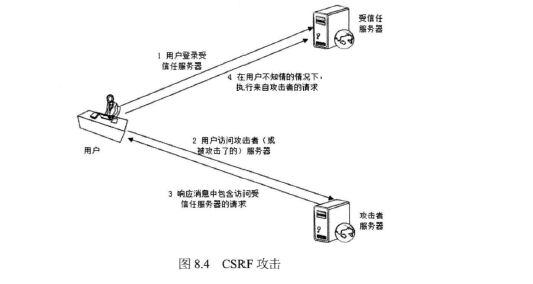 受信任
服务器
1 用户登录受
信任服务器
4 在用户不知情的情况下，
执行来自攻击者的请求
用户
2 用户访问攻击者（或
被攻击了的）服务器
3 响应消息中包含访问受
信任服务器的请求
攻击者
服务器
图 8.4 CSRF 攻击